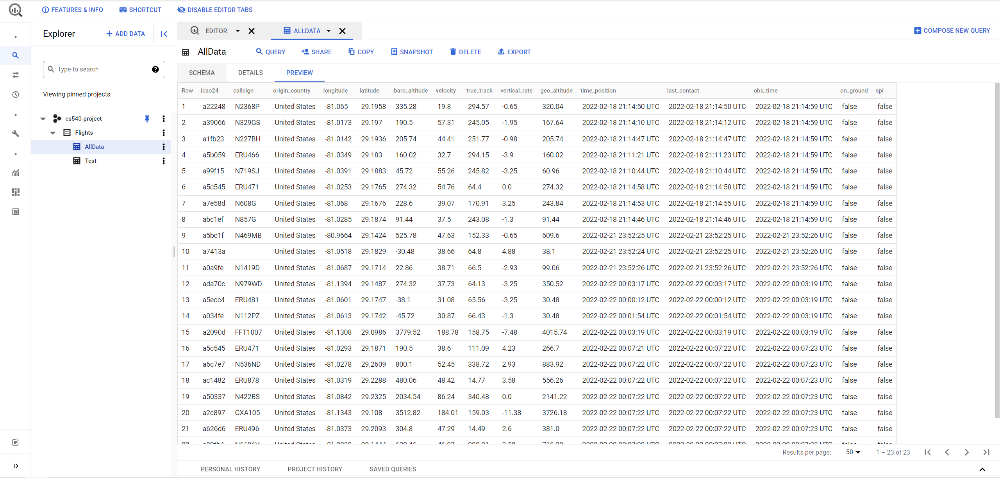 FEATURES & INFO SHORTCUT DISABLE EDITOR TABS
Explorer ADD DATA
EDITOR ALLDATA COMPOSE NEW QUERY
AllData QUERY SHARE COPY SNAPSHOT DELETE EXPORT
Type to search
SCHEMA DETAILS PREVIEW
Viewing pinned projects.
cs540-project
Flights
AllData
Test
Row icao24 callsign origin_country longitude latitude baro_altitude velocity true_track vertical_rate geo_altitude time_position last_contact obs_time on_ground spi
1 a22248 N2368P United States -81.065 29.1958 335.28 19.8 294.57 -0.65 320.04 2022-02-18 21:14:50 UTC 2022-02-18 21:14:50 UTC 2022-02-18 21:14:59 UTC false false
2 a39066 N329GS United States -81.0173 29.197 190.5 57.31 245.05 -1.95 167.64 2022-02-18 21:14:10 UTC 2022-02-18 21:14:12 UTC 2022-02-18 21:14:59 UTC false false
3 a1fb23 N227BH United States -81.0142 29.1936 205.74 44.41 251.77 -0.98 205.74 2022-02-18 21:14:47 UTC 2022-02-18 21:14:47 UTC 2022-02-18 21:14:59 UTC false false
4 a5b059 ERU466 United States -81.0349 29.183 160.02 32.7 294.15 -3.9 160.02 2022-02-18 21:11:21 UTC 2022-02-18 21:11:23 UTC 2022-02-18 21:14:59 UTC false false
5 a99f15 N719SJ United States -81.0391 29.1883 45.72 55.26 245.82 -3.25 60.96 2022-02-18 21:10:44 UTC 2022-02-18 21:10:44 UTC 2022-02-18 21:14:59 UTC false false
6 a5c545 ERU471 United States -81.0253 29.1765 274.32 54.76 64.4 0.0 274.32 2022-02-18 21:14:58 UTC 2022-02-18 21:14:58 UTC 2022-02-18 21:14:59 UTC false false
7 a7e58d N608G United States -81.068 29.1676 228.6 39.07 170.91 3.25 243.84 2022-02-18 21:14:53 UTC 2022-02-18 21:14:55 UTC 2022-02-18 21:14:59 UTC false false
8 abc1ef N857G United States -81.0285 29.1874 91.44 37.5 243.08 -1.3 91.44 2022-02-18 21:14:46 UTC 2022-02-18 21:14:46 UTC 2022-02-18 21:14:59 UTC false false
9 a5bc1f N469MB United States -80.9664 29.1424 525.78 47.63 152.33 -0.65 609.6 2022-02-21 23:52:25 UTC 2022-02-21 23:52:25 UTC 2022-02-21 23:52:26 UTC false false
10 a7413a United States -81.0518 29.1829 -30.48 38.66 64.8 4.88 38.1 2022-02-21 23:52:24 UTC 2022-02-21 23:52:25 UTC 2022-02-21 23:52:26 UTC false false
11 a0a9fe N1419D United States -81.0687 29.1714 22.86 38.71 66.5 -2.93 99.06 2022-02-21 23:52:26 UTC 2022-02-21 23:52:26 UTC 2022-02-21 23:52:26 UTC false false
12 ada70c N979WD United States -81.1394 29.1487 274.32 37.73 64.13 -3.25 350.52 2022-02-22 00:03:17 UTC 2022-02-22 00:03:17 UTC 2022-02-22 00:03:19 UTC false false
13 a5ecc4 ERU481 United States -81.0601 29.1747 -38.1 31.08 65.56 -3.25 30.48 2022-02-22 00:00:12 UTC 2022-02-22 00:00:12 UTC 2022-02-22 00:03:19 UTC false false
14 a034fe N112PZ United States -81.0613 29.1742 -45.72 30.87 66.43 -1.3 30.48 2022-02-22 00:01:54 UTC 2022-02-22 00:01:54 UTC 2022-02-22 00:03:19 UTC false false
15 a2090d FFT1007 United States -81.1308 29.0986 3779.52 188.78 158.75 -7.48 4015.74 2022-02-22 00:03:19 UTC 2022-02-22 00:03:19 UTC 2022-02-22 00:03:19 UTC false false
16 a5c545 ERU471 United States -81.0293 29.1871 190.5 38.6 111.09 4.23 266.7 2022-02-22 00:07:21 UTC 2022-02-22 00:07:22 UTC 2022-02-22 00:07:23 UTC false false
17 a6c7e7 N536ND United States -81.0278 29.2609 800.1 52.45 338.72 2.93 883.92 2022-02-22 00:07:22 UTC 2022-02-22 00:07:22 UTC 2022-02-22 00:07:23 UTC false false
18 ac1482 ERU878 United States -81.0319 29.2288 480.06 48.42 14.77 3.58 556.26 2022-02-22 00:07:22 UTC 2022-02-22 00:07:22 UTC 2022-02-22 00:07:23 UTC false false
19 a50337 N422BS United States -81.0842 29.2325 2034.54 86.24 340.48 0.0 2141.22 2022-02-22 00:07:22 UTC 2022-02-22 00:07:22 UTC 2022-02-22 00:07:23 UTC false false
20 a2c897 GXA105 United States -81.1343 29.108 3512.82 184.01 159.03 -11.38 3726.18 2022-02-22 00:07:22 UTC 2022-02-22 00:07:22 UTC 2022-02-22 00:07:23 UTC false false
21 a626d6 ERU496 United States -81.0373 29.2093 304.8 47.29 14.49 2.6 381.0 2022-02-22 00:07:22 UTC 2022-02-22 00:07:22 UTC 2022-02-22 00:07:23 UTC false false
Results per page: 50 1 – 23 of 23
PERSONAL HISTORY PROJECT HISTORY SAVED QUERIES